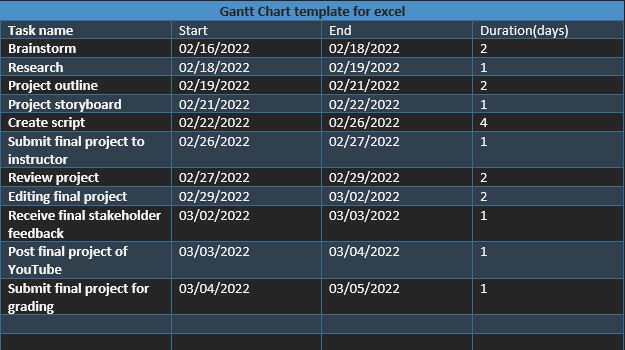 Gantt Chart template for excel
Task name Start End Duration(days)
Brainstorm 02/16/2022 02/18/2022 2
Research 02/18/2022 02/19/2022 1
Project outline 02/19/2022 02/21/2022 2
Project storyboard 02/21/2022 02/22/2022 1
Create script 02/22/2022 02/26/2022 4
Submit final project to 02/26/2022 02/27/2022 1
instructor
Review project 02/27/2022 02/29/2022 2
Editing final project 02/29/2022 03/02/2022 2
Receive final stakeholder 03/02/2022 03/03/2022 1
feedback
Post final project of 03/03/2022 03/04/2022 1
YouTube
Submit final project for 03/04/2022 03/05/2022 1
grading